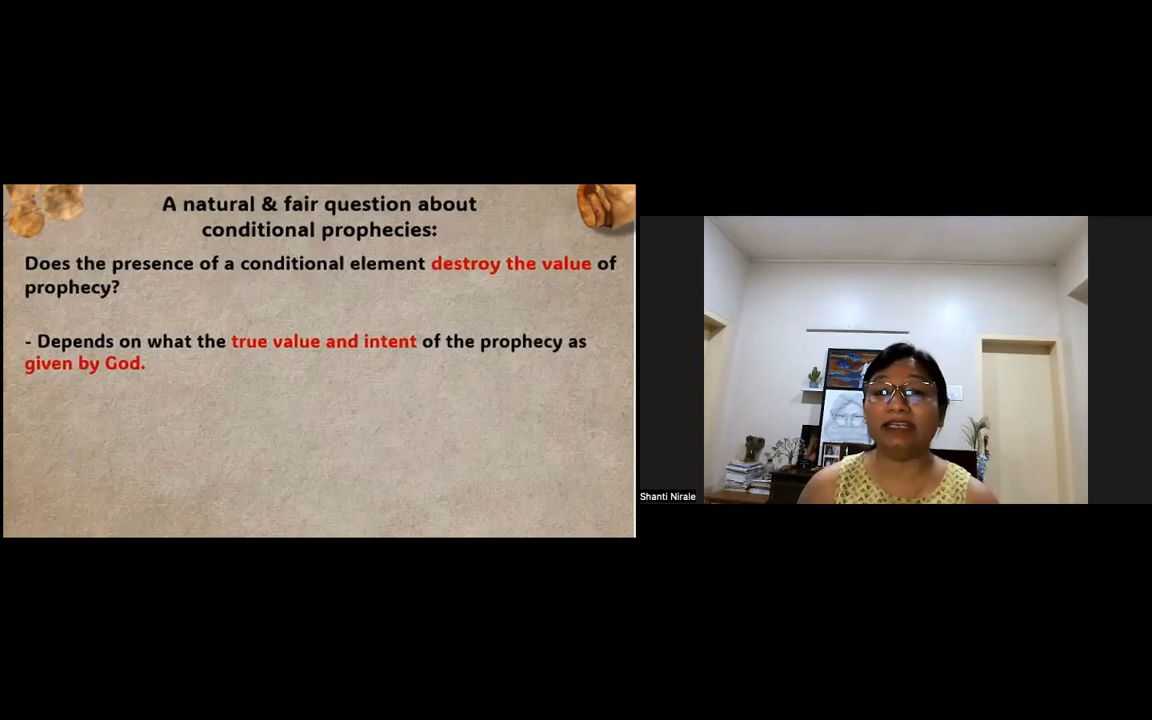 A natural & fair question about
conditional prophecies:
Does the presence of a conditional element destroy the value of
prophecy?
- Depends on what the true value and intent of the prophecy as
given by God.
Shanti Nirale